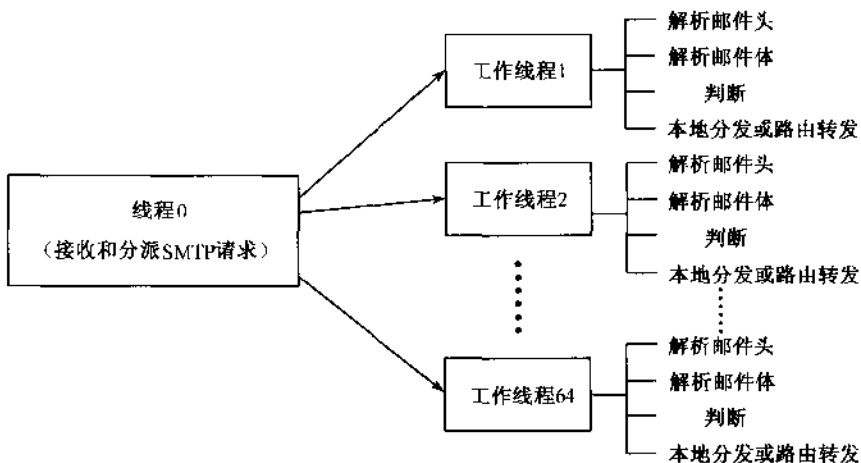 线程0
（接收和分派SMTP请求）
工作线程1
解析邮件头
解析邮件体
判断
本地分发或路由转发
工作线程2
解析邮件头
解析邮件体
判断
本地分发或路由转发
工作线程64
解析邮件头
解析邮件体
判断
本地分发或路由转发